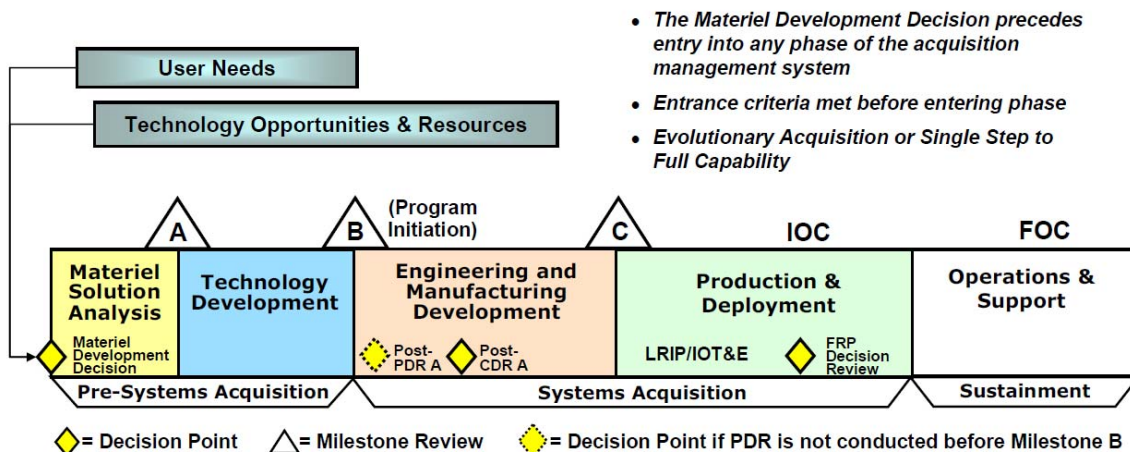 • The Materiel Development Decision precedes
entry into any phase of the acquisition
management system
• Entrance criteria met before entering phase
• Evolutionary Acquisition or Single Step to
Full Capability
User Needs
Technology Opportunities & Resources
A
B
(Program
Initiation)
C
IOC
FOC
Materiel
Solution
Analysis
Materiel
Development
Decision
Technology
Development
Engineering and
Manufacturing
Development
Post-
PDR A
Post-
CDR A
Production &
Deployment
LRIP/IOT&E
FRP
Decision
Review
Operations &
Support
Pre-Systems Acquisition
Systems Acquisition
Sustainment
= Decision Point
= Milestone Review
= Decision Point if PDR is not conducted before Milestone B